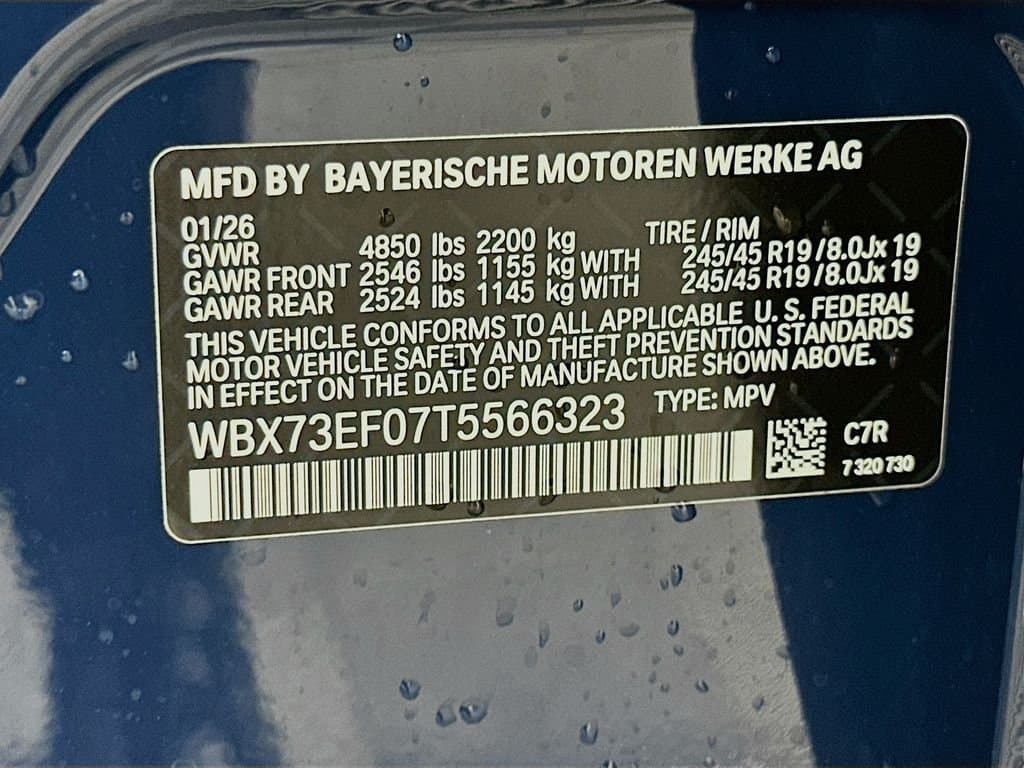 MFD BY BAYERISCHE MOTOREN WERKE AG
01/26
GVWR 4850 lbs 2200 kg TIRE / RIM
GAWR FRONT 2546 lbs 1155 kg WITH 245/45 R19 / 8.0Jx 19
GAWR REAR 2524 lbs 1145 kg WITH 245/45 R19 / 8.0Jx 19
THIS VEHICLE CONFORMS TO ALL APPLICABLE U. S. FEDERAL
MOTOR VEHICLE SAFETY AND THEFT PREVENTION STANDARDS
IN EFFECT ON THE DATE OF MANUFACTURE SHOWN ABOVE.
WBX73EF07T5566323 TYPE: MPV
C7R
7 320 730